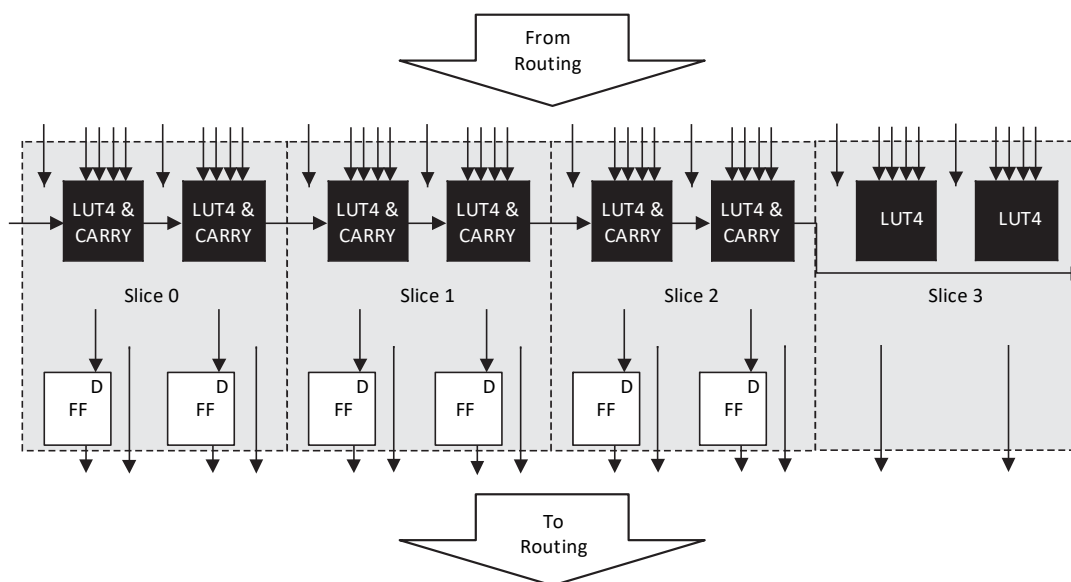 From
Routing
LUT4 &
CARRY
LUT4 &
CARRY
LUT4 &
CARRY
LUT4 &
CARRY
LUT4 &
CARRY
LUT4 &
CARRY
LUT4
LUT4
Slice 0
Slice 1
Slice 2
Slice 3
D
FF
D
FF
D
FF
D
FF
D
FF
D
FF
To
Routing